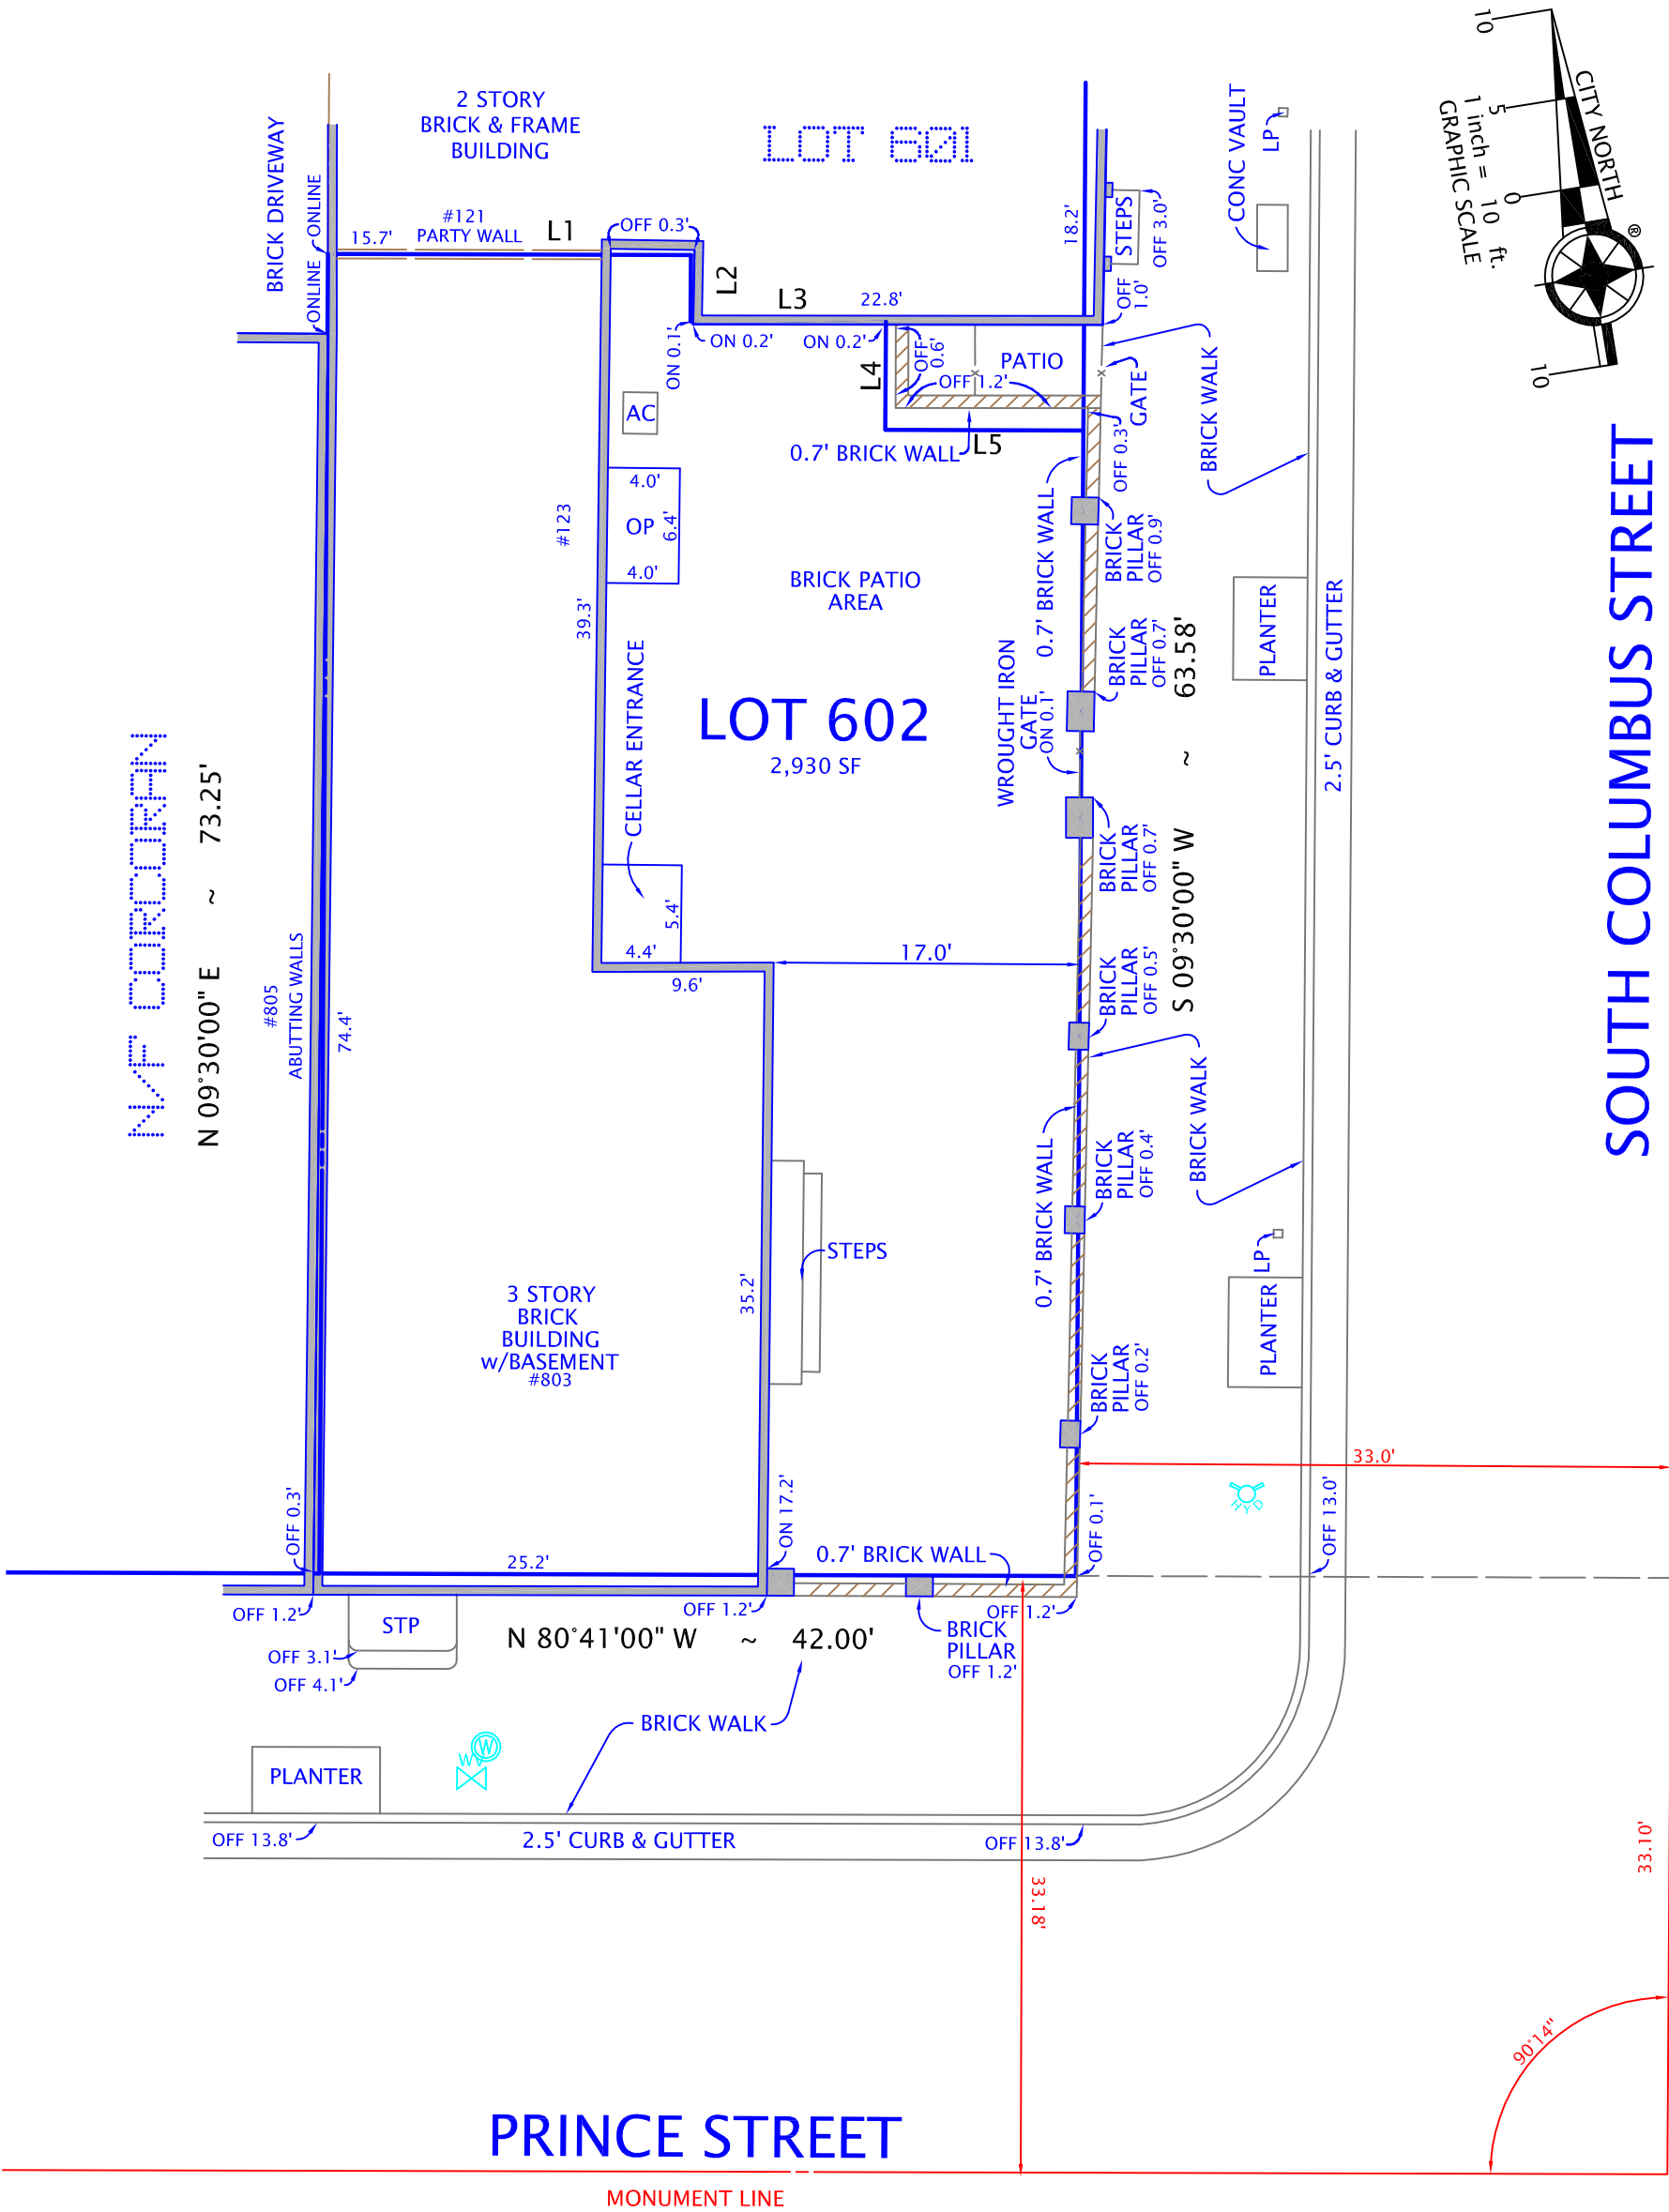 10
5
0
10
CITY NORTH
®
1 inch = 10 ft.
GRAPHIC SCALE
2 STORY
BRICK & FRAME
BUILDING
LOT 601
BRICK DRIVEWAY
ONLINE
ONLINE
#121
PARTY WALL
15.7'
L1
OFF 0.3'
L2
L3
22.8'
18.2'
STEPS
OFF 3.0'
OFF
1.0'
CONC VAULT
LP
ON 0.1'
ON 0.2'
ON 0.2'
L4
OFF
0.6'
PATIO
OFF 1.2'
GATE
BRICK WALK
AC
0.7' BRICK WALL
L5
OFF 0.3'
4.0'
OP
6.4'
4.0'
#123
39.3'
BRICK PATIO
AREA
0.7' BRICK WALL
BRICK
PILLAR
OFF 0.9'
BRICK
PILLAR
OFF 0.7'
63.58'
~
S 09°30'00" W
PLANTER
2.5' CURB & GUTTER
SOUTH COLUMBUS STREET
CELLAR ENTRANCE
LOT 602
2,930 SF
WROUGHT IRON
GATE
ON 0.1'
BRICK
PILLAR
OFF 0.7'
N/F CORCORAN
N 09°30'00" E ~ 73.25'
#805
ABUTTING WALLS
74.4'
5.4'
4.4'
9.6'
17.0'
BRICK
PILLAR
OFF 0.5'
BRICK WALK
0.7' BRICK WALL
BRICK
PILLAR
OFF 0.4'
STEPS
35.2'
LP
PLANTER
3 STORY
BRICK
BUILDING
w/BASEMENT
#803
BRICK
PILLAR
OFF 0.2'
33.0'
HYD
OFF 0.3'
ON 17.2'
OFF 0.1'
OFF 13.0'
25.2'
0.7' BRICK WALL
OFF 1.2'
OFF 1.2'
OFF 1.2'
STP
N 80°41'00" W ~ 42.00'
BRICK
PILLAR
OFF 1.2'
OFF 3.1'
OFF 4.1'
BRICK WALK
W
WV
PLANTER
OFF 13.8'
2.5' CURB & GUTTER
OFF 13.8'
33.18'
33.10'
90°14"
PRINCE STREET
MONUMENT LINE